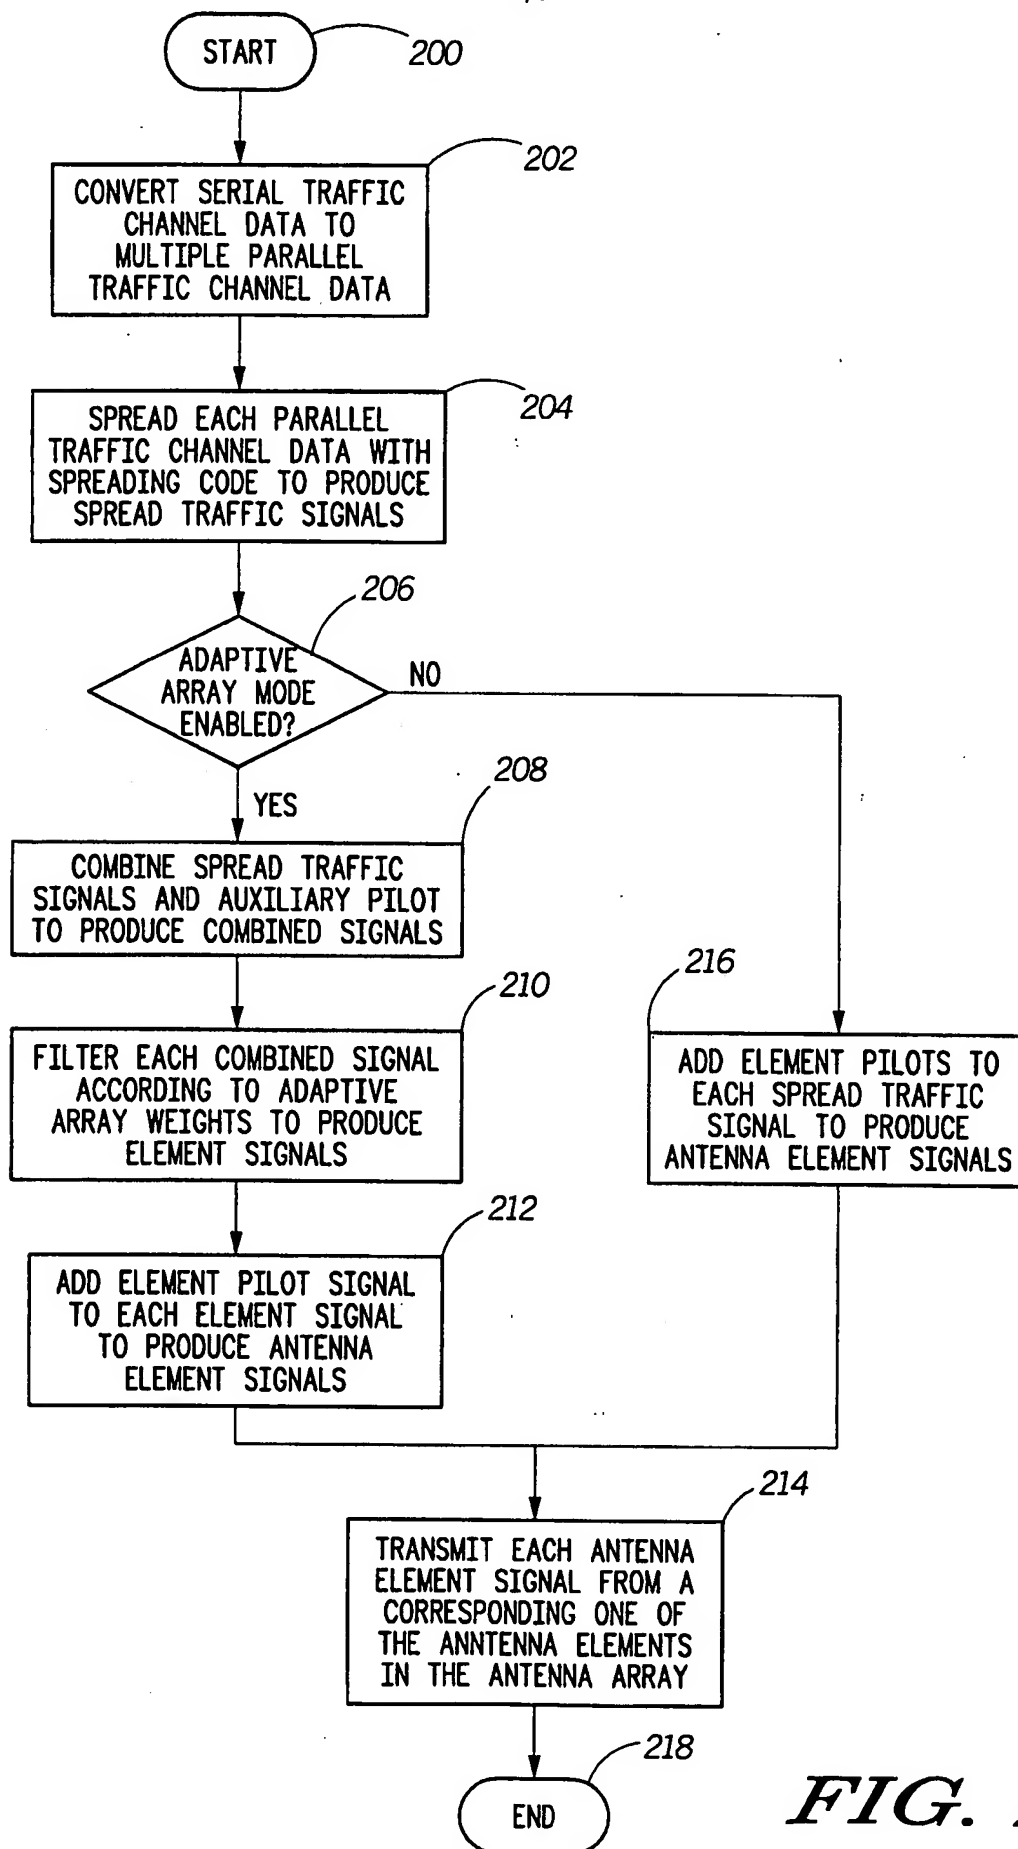 START
200
202
CONVERT SERIAL TRAFFIC
CHANNEL DATA TO
MULTIPLE PARALLEL
TRAFFIC CHANNEL DATA
204
SPREAD EACH PARALLEL
TRAFFIC CHANNEL DATA WITH
SPREADING CODE TO PRODUCE
SPREAD TRAFFIC SIGNALS
206
ADAPTIVE
ARRAY MODE
ENABLED?
NO
YES
208
COMBINE SPREAD TRAFFIC
SIGNALS AND AUXILIARY PILOT
TO PRODUCE COMBINED SIGNALS
210
FILTER EACH COMBINED SIGNAL
ACCORDING TO ADAPTIVE
ARRAY WEIGHTS TO PRODUCE
ELEMENT SIGNALS
216
ADD ELEMENT PILOTS TO
EACH SPREAD TRAFFIC
SIGNAL TO PRODUCE
ANTENNA ELEMENT SIGNALS
212
ADD ELEMENT PILOT SIGNAL
TO EACH ELEMENT SIGNAL
TO PRODUCE ANTENNA
ELEMENT SIGNALS
214
TRANSMIT EACH ANTENNA
ELEMENT SIGNAL FROM A
CORRESPONDING ONE OF
THE ANNTENNA ELEMENTS
IN THE ANTENNA ARRAY
218
END
FIG.